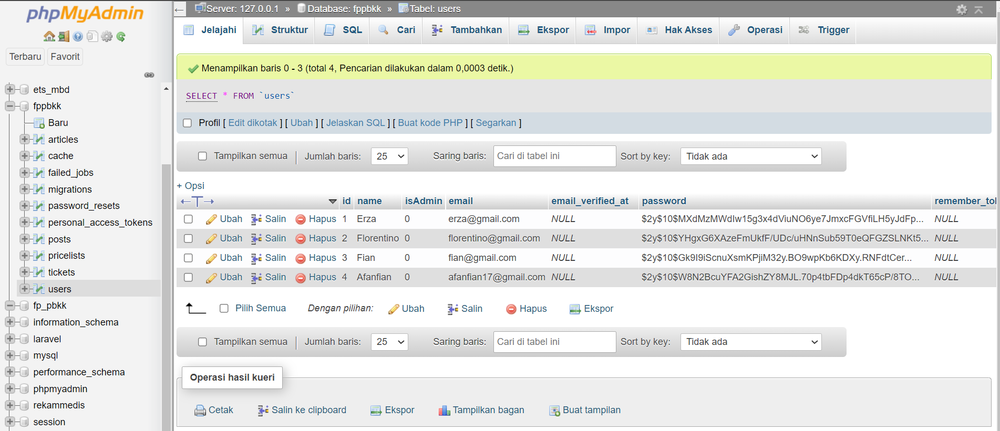 phpMyAdmin
Terbaru Favorit
ets_mbd
fppbkk
Baru
articles
cache
failed_jobs
migrations
password_resets
personal_access_tokens
posts
pricelists
tickets
users
fp_pbkk
information_schema
laravel
mysql
performance_schema
phpmyadmin
rekammedis
session
Server: 127.0.0.1 » Database: fppbkk » Tabel: users
Jelajahi Struktur SQL Cari Tambahkan Ekspor Impor Hak Akses Operasi Trigger
Menampilkan baris 0 - 3 (total 4, Pencarian dilakukan dalam 0,0003 detik.)
SELECT * FROM `users`
Profil [ Edit dikotak ] [ Ubah ] [ Jelaskan SQL ] [ Buat kode PHP ] [ Segarkan ]
Tampilkan semua Jumlah baris: 25 Saring baris: Cari di tabel ini Sort by key: Tidak ada
+ Opsi
←T→ id name isAdmin email email_verified_at password remember_tol
Ubah Salin Hapus 1 Erza 0 erza@gmail.com NULL $2y$10$MXdMzMWdIw15g3x4dViuNO6ye7JmxcFGVfiLH5yJdFp... NULL
Ubah Salin Hapus 2 Florentino 0 florentino@gmail.com NULL $2y$10$YHgxG6XAzeFmUkfF/UDc/uHNnSub59T0eQFGZSLNKt5... NULL
Ubah Salin Hapus 3 Fian 0 fian@gmail.com NULL $2y$10$Gk9I9iScnuXsmKPjiM32y.BO9wpKb6KDXy.RNFdtCer... NULL
Ubah Salin Hapus 4 Afanfian 0 afanfian17@gmail.com NULL $2y$10$W8N2BcuYFA2GishZY8MJL.70p4tbFDp4dkT65cP/8TO... NULL
Pilih Semua Dengan pilihan: Ubah Salin Hapus Ekspor
Tampilkan semua Jumlah baris: 25 Saring baris: Cari di tabel ini Sort by key: Tidak ada
Operasi hasil kueri
Cetak Salin ke clipboard Ekspor Tampilkan bagan Buat tampilan